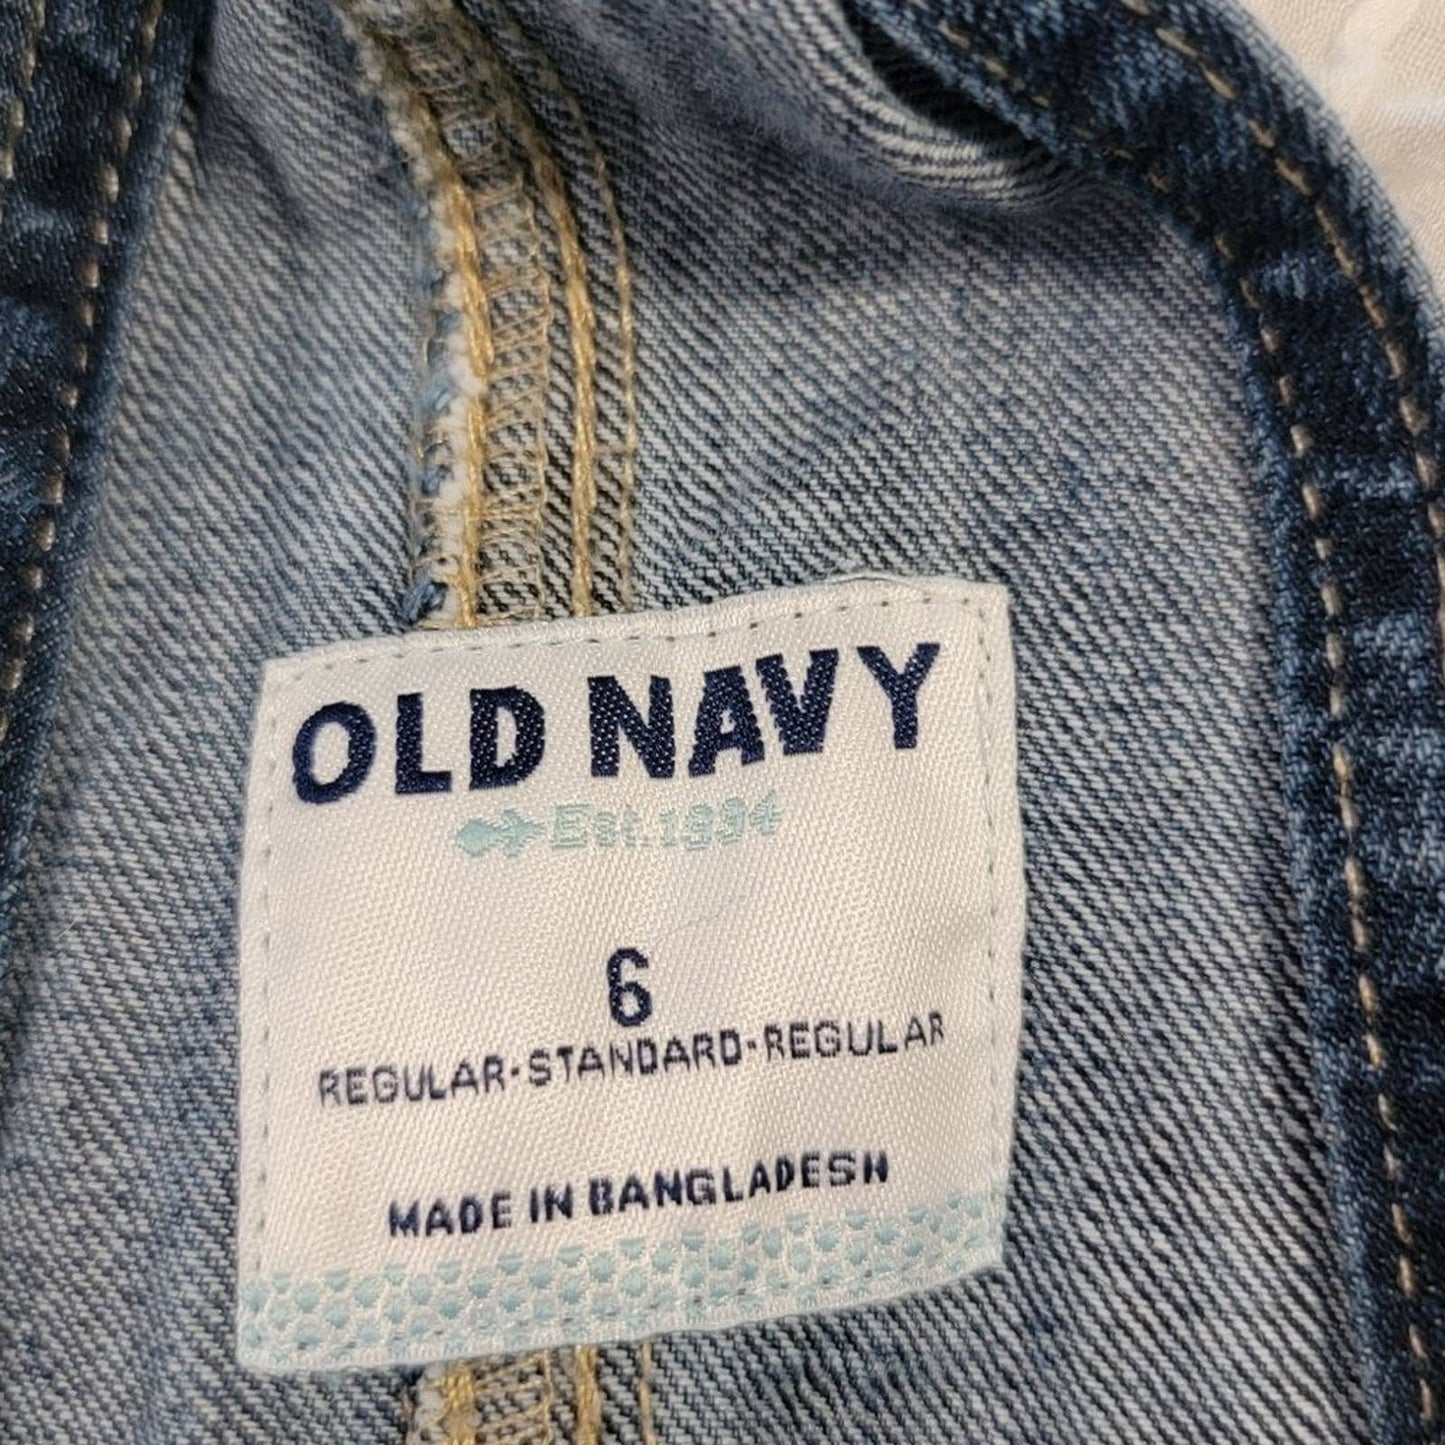 OLD NAVY
Est. 1994
6
REGULAR·STANDARD·REGULAR
MADE IN BANGLADESH